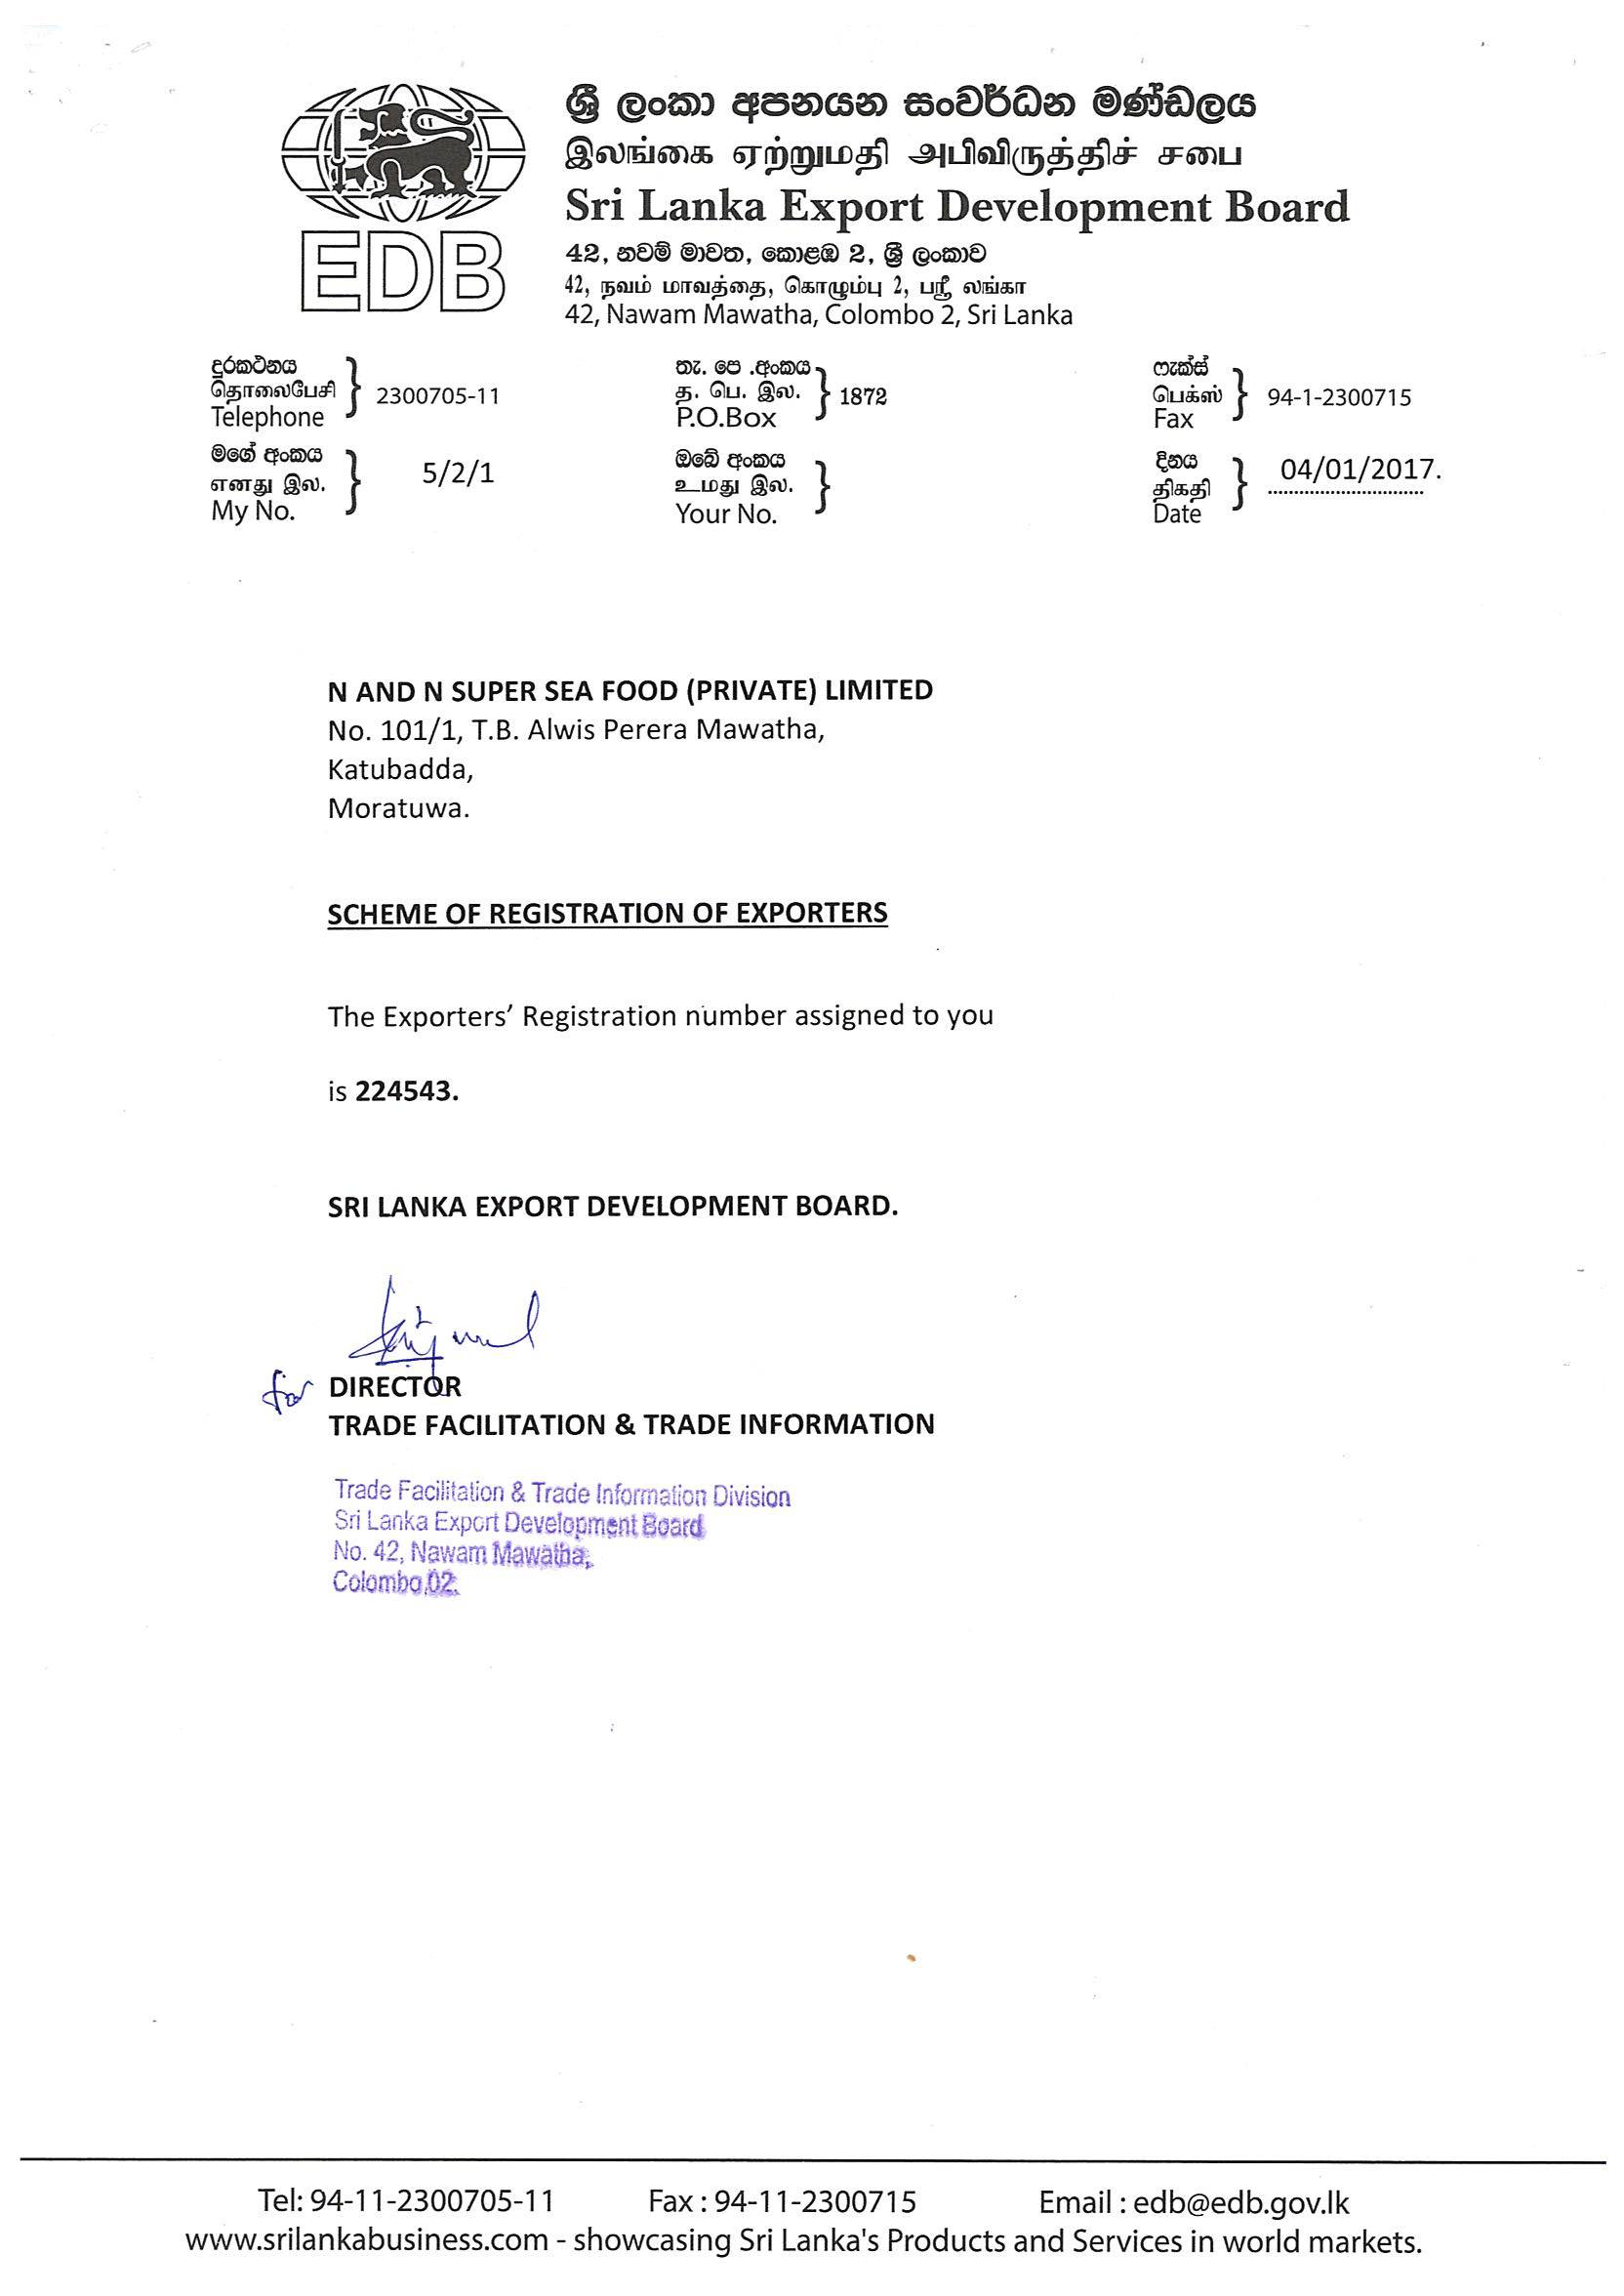 ශ්‍රී ලංකා අපනයන සංවර්ධන මණ්ඩලය
இலங்கை ஏற்றுமதி அபிவிருத்திச் சபை
Sri Lanka Export Development Board
EDB
42, නවම් මාවත, කොළඹ 2, ශ්‍රී ලංකාව
42, நவம் மாவத்தை, கொழும்பு 2, ஸ்ரீ லங்கா
42, Nawam Mawatha, Colombo 2, Sri Lanka
දුරකථනය
தொலைபேசி
Telephone
2300705-11
තැ. පෙ .අංකය
த. பெ. இல.
P.O.Box
1872
ෆැක්ස්
பெக்ஸ்
Fax
94-1-2300715
මගේ අංකය
எனது இல.
My No.
5/2/1
ඔබේ අංකය
உமது இல.
Your No.
දිනය
திகதி
Date
04/01/2017.
N AND N SUPER SEA FOOD (PRIVATE) LIMITED
No. 101/1, T.B. Alwis Perera Mawatha,
Katubadda,
Moratuwa.
SCHEME OF REGISTRATION OF EXPORTERS
The Exporters’ Registration number assigned to you
is 224543.
SRI LANKA EXPORT DEVELOPMENT BOARD.
for DIRECTOR
TRADE FACILITATION & TRADE INFORMATION
Trade Facilitation & Trade Information Division
Sri Lanka Export Development Board
No. 42, Nawam Mawatha,
Colombo 02.
Tel: 94-11-2300705-11 Fax : 94-11-2300715 Email : edb@edb.gov.lk
www.srilankabusiness.com - showcasing Sri Lanka's Products and Services in world markets.